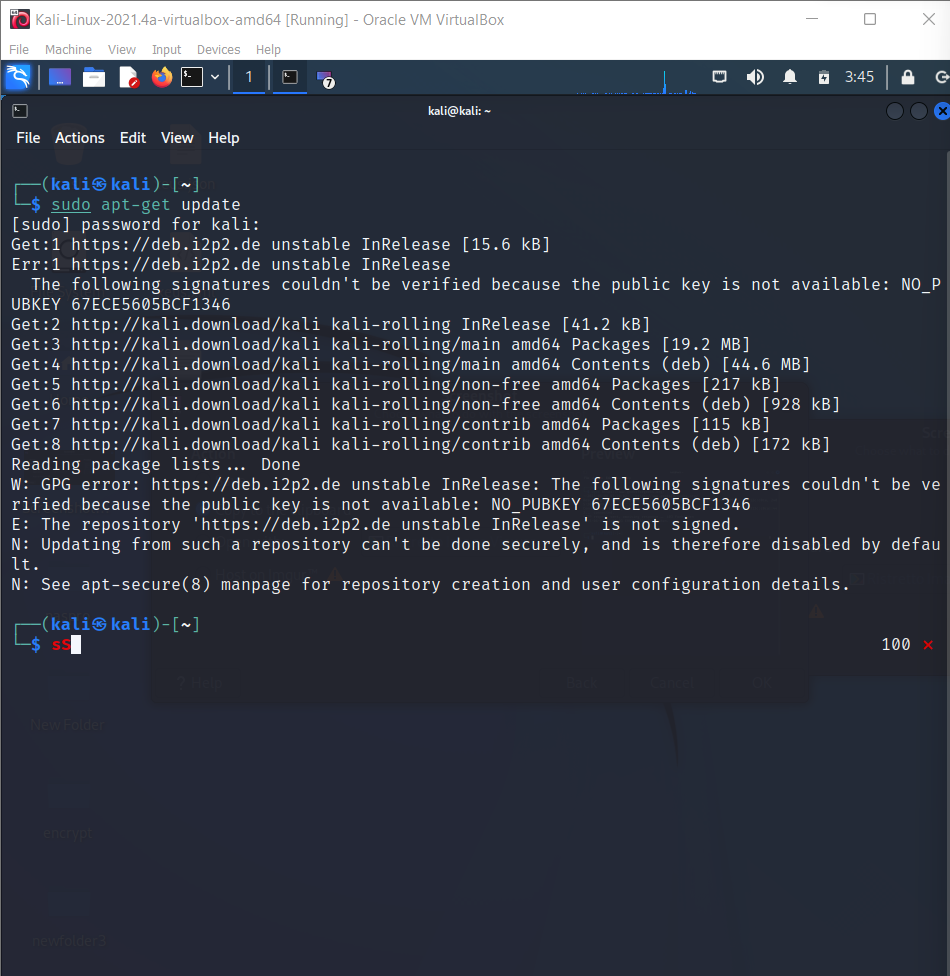 Kali-Linux-2021.4a-virtualbox-amd64 [Running] - Oracle VM VirtualBox
File Machine View Input Devices Help
1 7 3:45
kali@kali: ~
File Actions Edit View Help
┌──(kali㉿kali)-[~]
└─$ sudo apt-get update
[sudo] password for kali:
Get:1 https://deb.i2p2.de unstable InRelease [15.6 kB]
Err:1 https://deb.i2p2.de unstable InRelease
The following signatures couldn't be verified because the public key is not available: NO_P
UBKEY 67ECE5605BCF1346
Get:2 http://kali.download/kali kali-rolling InRelease [41.2 kB]
Get:3 http://kali.download/kali kali-rolling/main amd64 Packages [19.2 MB]
Get:4 http://kali.download/kali kali-rolling/main amd64 Contents (deb) [44.6 MB]
Get:5 http://kali.download/kali kali-rolling/non-free amd64 Packages [217 kB]
Get:6 http://kali.download/kali kali-rolling/non-free amd64 Contents (deb) [928 kB]
Get:7 http://kali.download/kali kali-rolling/contrib amd64 Packages [115 kB]
Get:8 http://kali.download/kali kali-rolling/contrib amd64 Contents (deb) [172 kB]
Reading package lists... Done
W: GPG error: https://deb.i2p2.de unstable InRelease: The following signatures couldn't be ve
rified because the public key is not available: NO_PUBKEY 67ECE5605BCF1346
E: The repository 'https://deb.i2p2.de unstable InRelease' is not signed.
N: Updating from such a repository can't be done securely, and is therefore disabled by defau
lt.
N: See apt-secure(8) manpage for repository creation and user configuration details.
┌──(kali㉿kali)-[~]
└─$ sS 100 ⨯
? Help Back Cancel OK
New Folder
encrypt
newfolder3